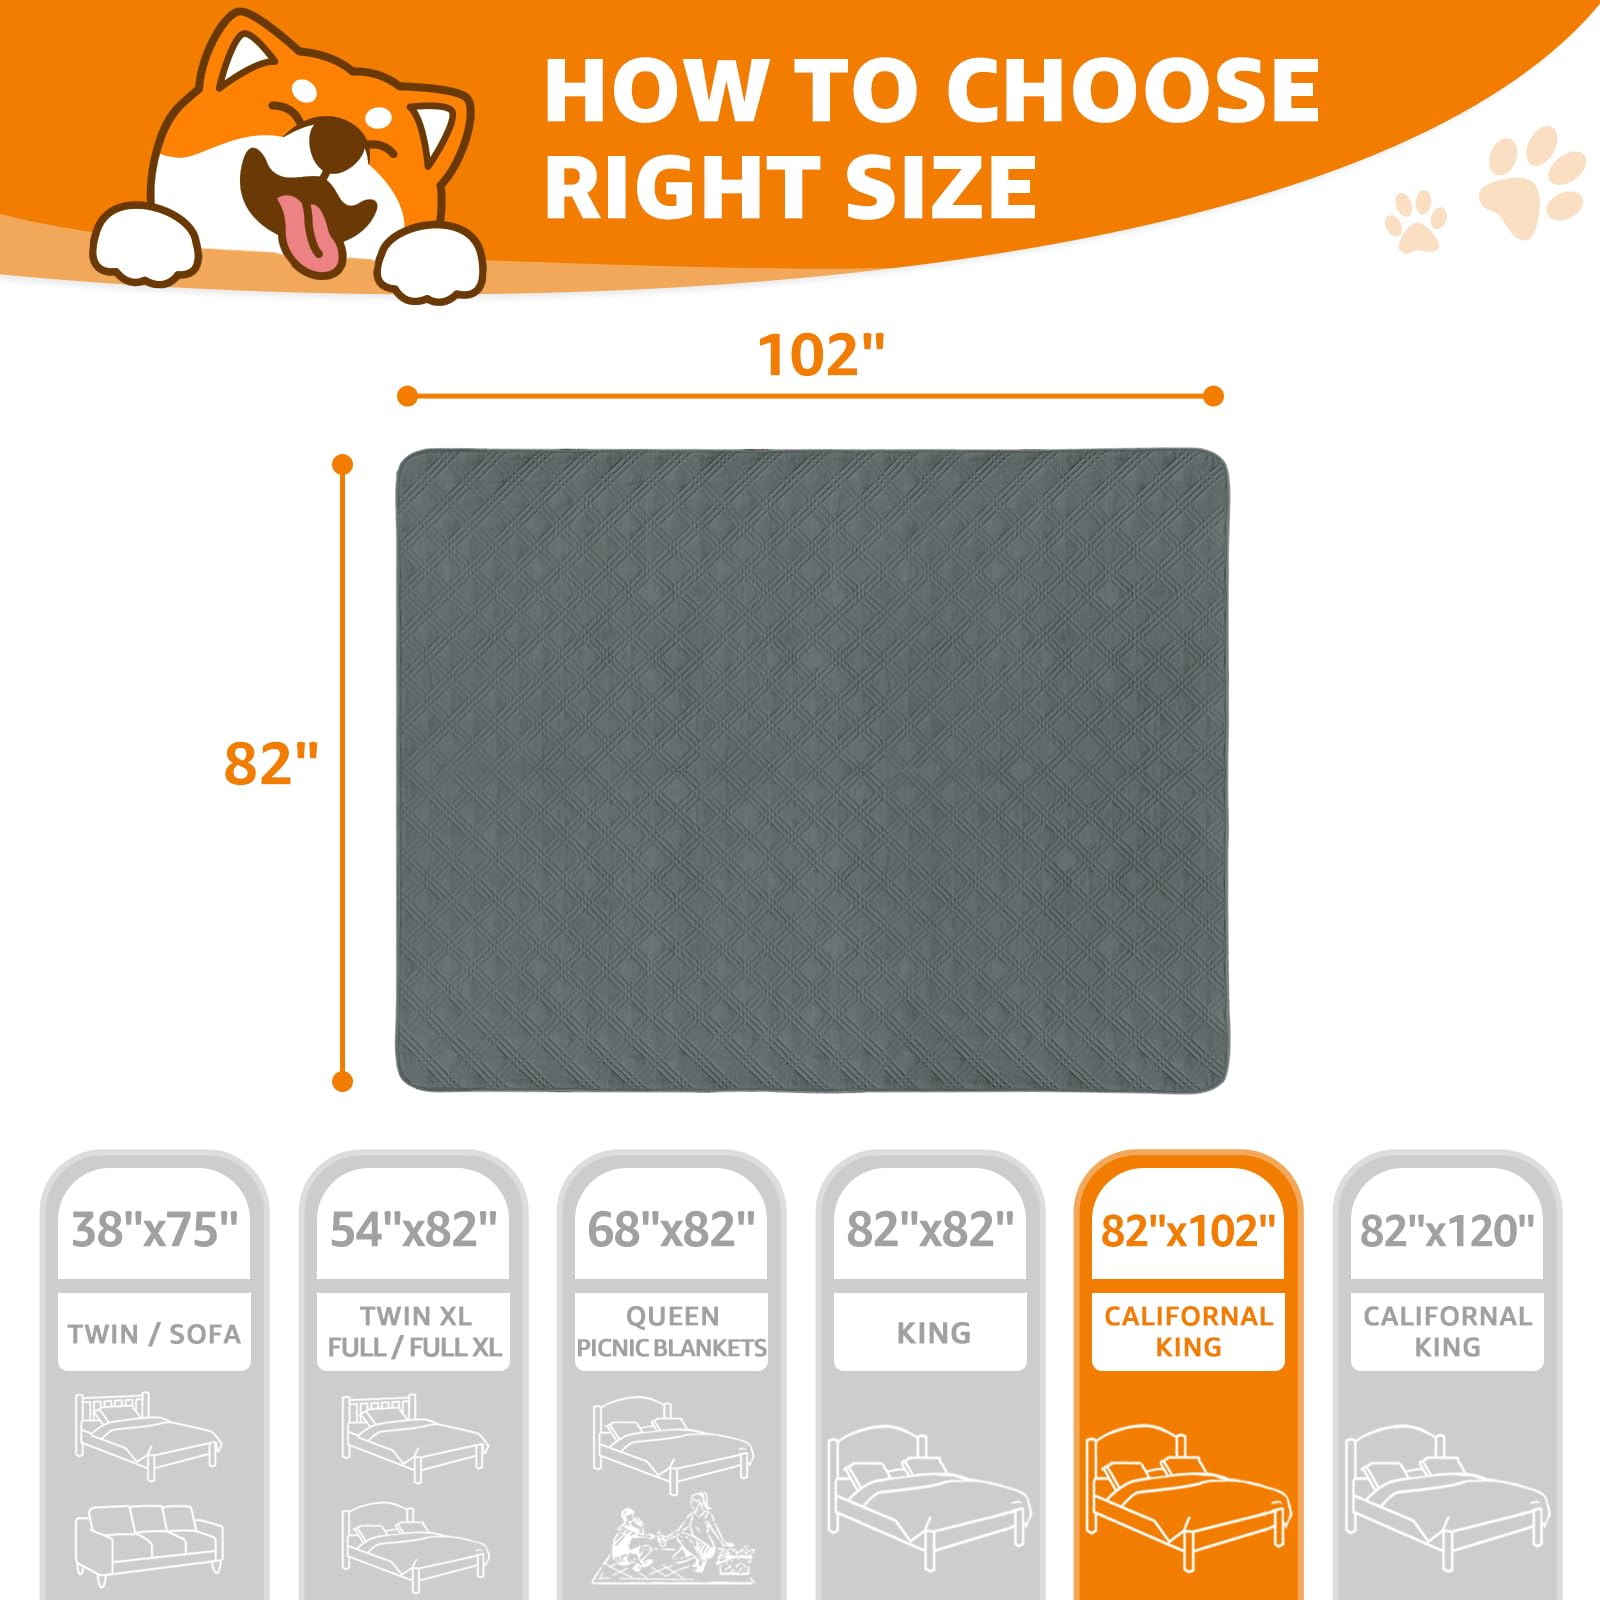 HOW TO CHOOSE
RIGHT SIZE
102"
82"
38"x75"
TWIN / SOFA
54"x82"
TWIN XL
FULL / FULL XL
68"x82"
QUEEN
PICNIC BLANKETS
82"x82"
KING
82"x102"
CALIFORNAL
KING
82"x120"
CALIFORNAL
KING